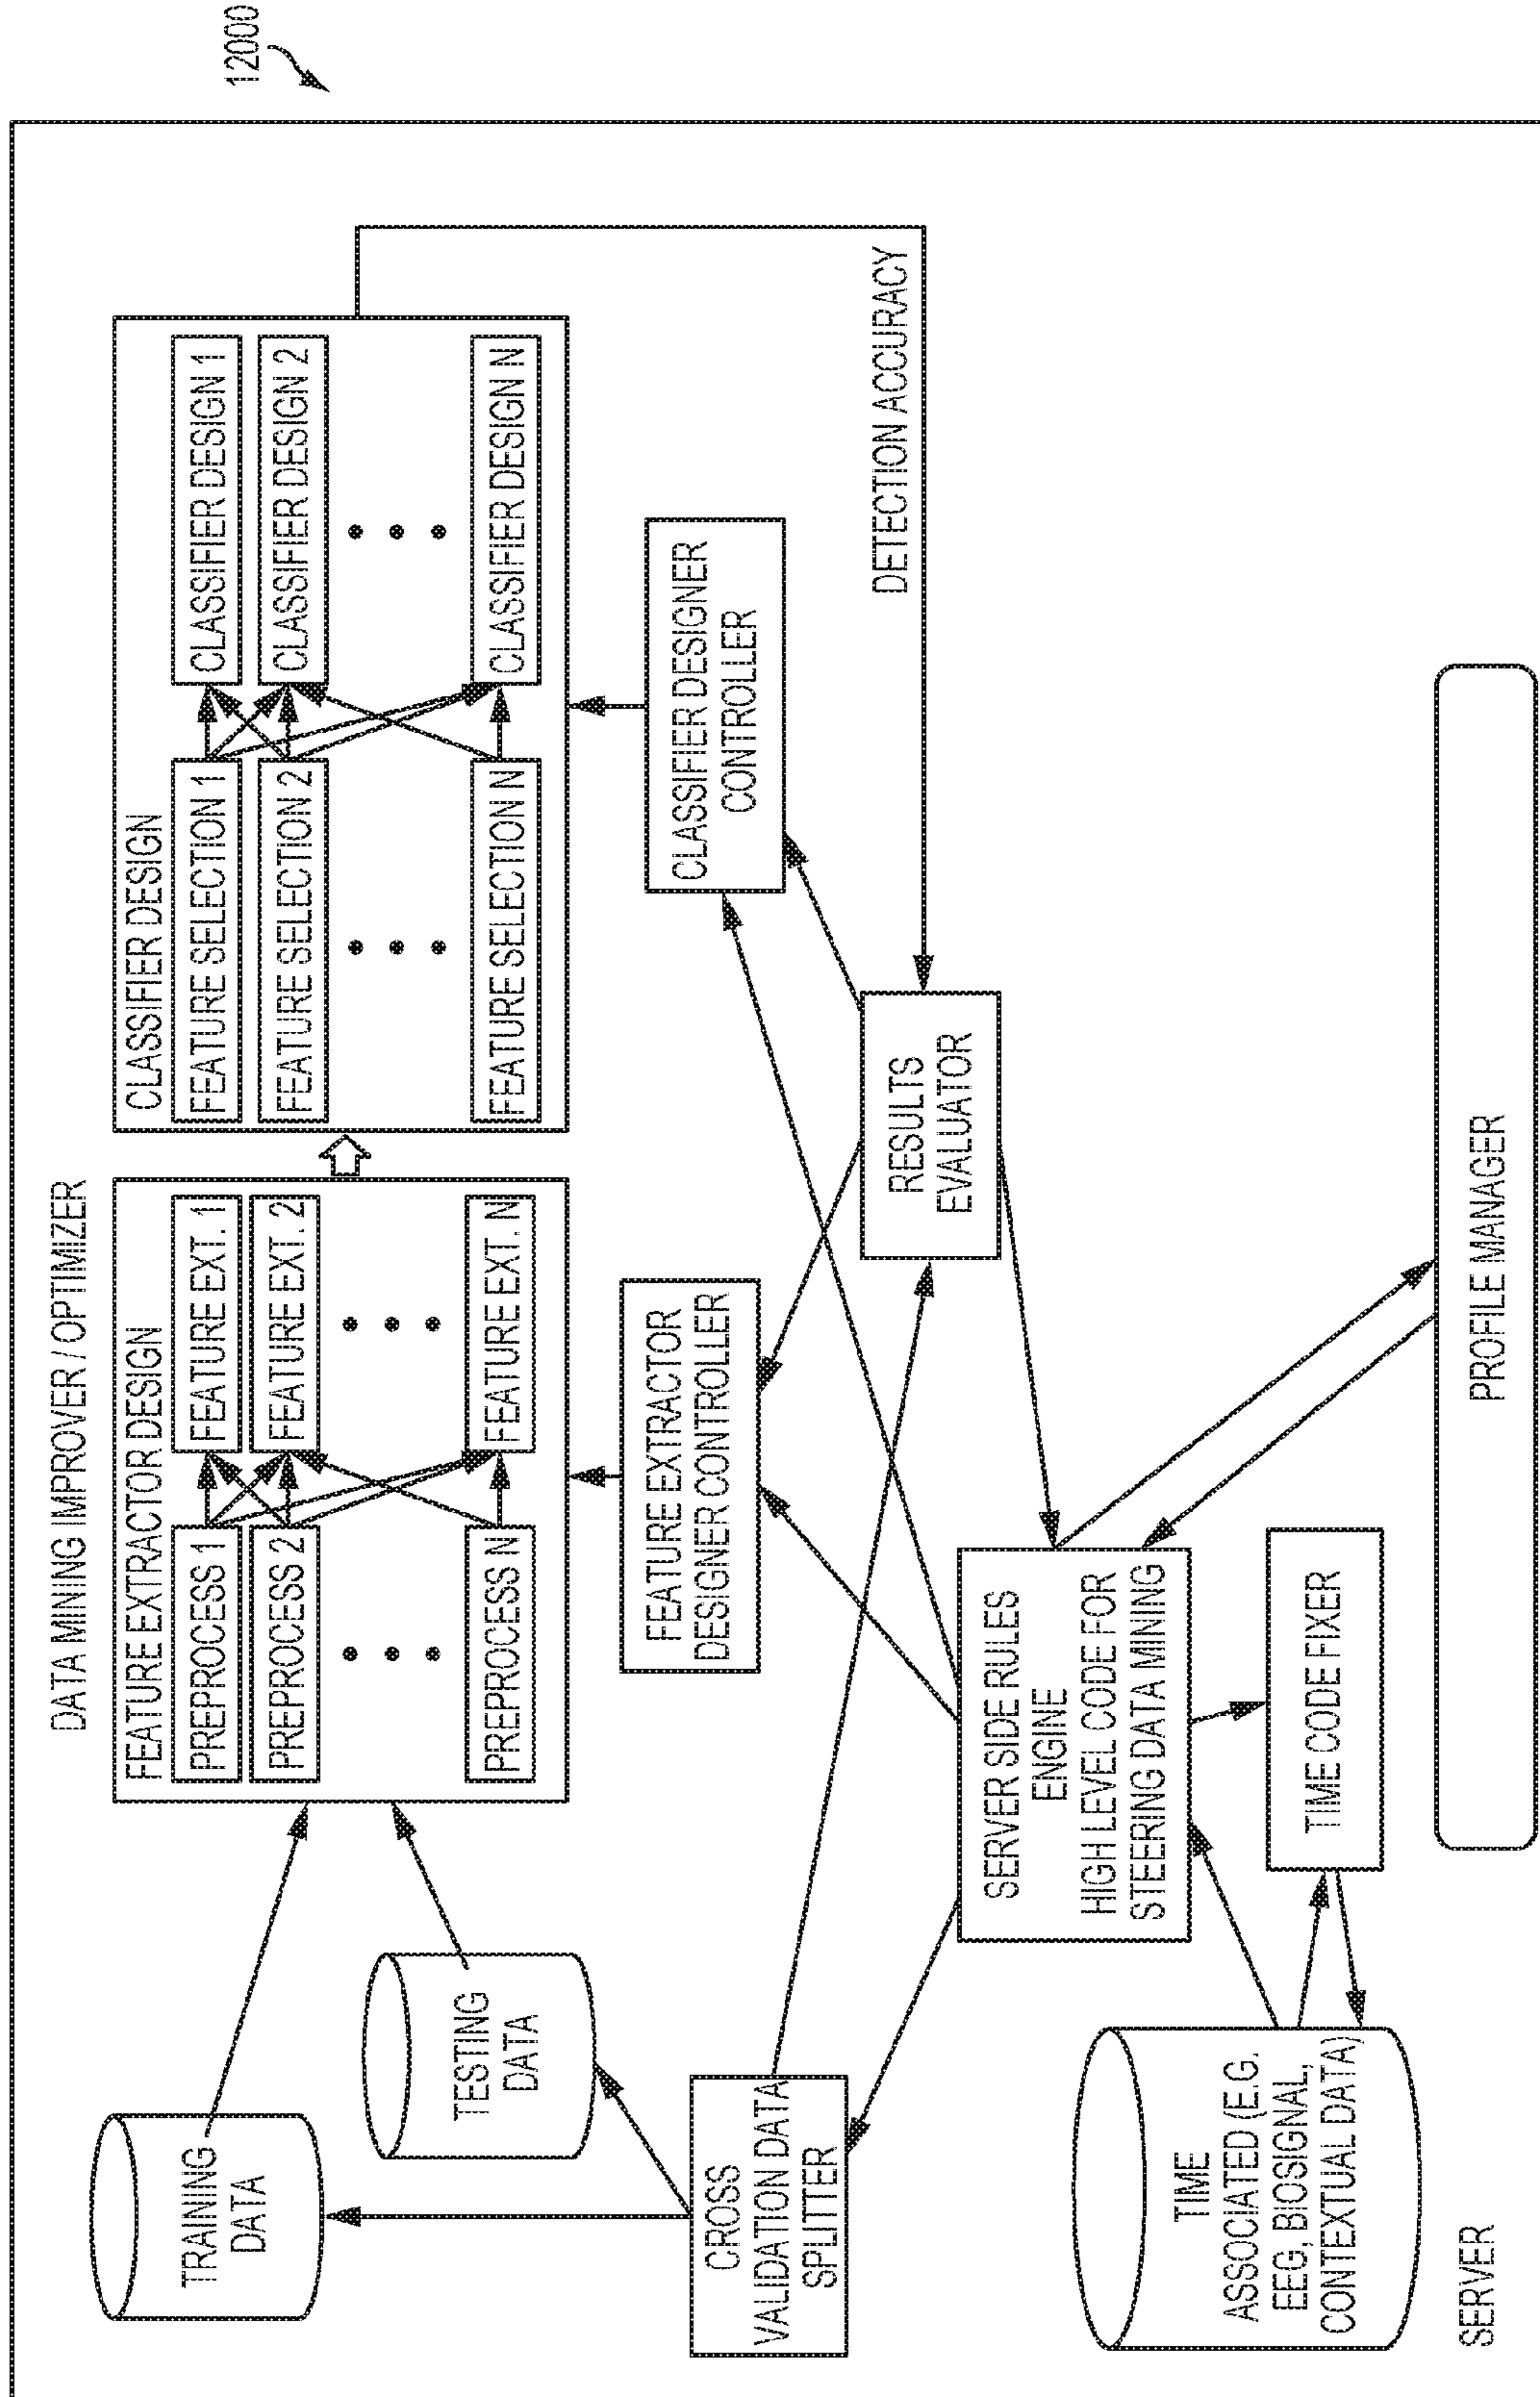 12000
DATA MINING IMPROVER / OPTIMIZER
TRAINING
DATA
TESTING
DATA
FEATURE EXTRACTOR DESIGN
PREPROCESS 1
FEATURE EXT. 1
PREPROCESS 2
FEATURE EXT. 2
PREPROCESS N
FEATURE EXT. N
CLASSIFIER DESIGN
FEATURE SELECTION 1
CLASSIFIER DESIGN 1
FEATURE SELECTION 2
CLASSIFIER DESIGN 2
FEATURE SELECTION N
CLASSIFIER DESIGN N
CROSS
VALIDATION DATA
SPLITTER
FEATURE EXTRACTOR
DESIGNER CONTROLLER
CLASSIFIER DESIGNER
CONTROLLER
RESULTS
EVALUATOR
DETECTION ACCURACY
SERVER SIDE RULES
ENGINE
HIGH LEVEL CODE FOR
STEERING DATA MINING
TIME
ASSOCIATED (E.G.
EEG, BIOSIGNAL,
CONTEXTUAL DATA)
TIME CODE FIXER
PROFILE MANAGER
SERVER